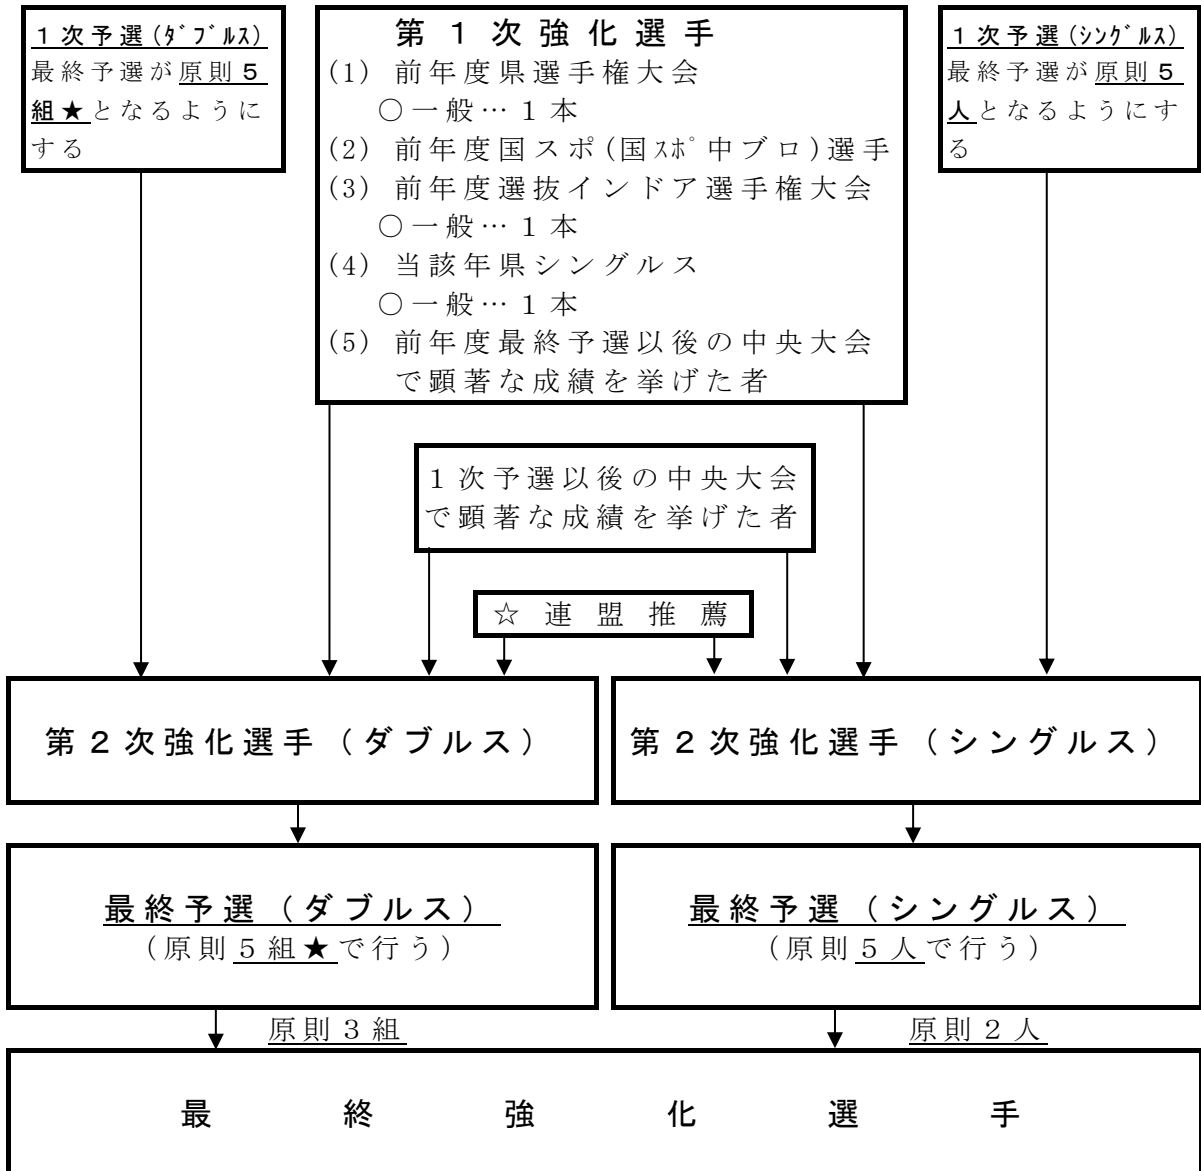 １次予選(ﾀﾞﾌﾞﾙｽ)
最終予選が原則５
組★となるように
する
第１次強化選手
(1) 前年度県選手権大会
○一般…１本
(2) 前年度国スポ(国ｽﾎﾟ中ブロ)選手
(3) 前年度選抜インドア選手権大会
○一般…１本
(4) 当該年県シングルス
○一般…１本
(5) 前年度最終予選以後の中央大会
で顕著な成績を挙げた者
１次予選(ｼﾝｸﾞﾙｽ)
最終予選が原則５
人となるようにす
る
１次予選以後の中央大会
で顕著な成績を挙げた者
☆連盟推薦
第２次強化選手（ダブルス）
第２次強化選手（シングルス）
最終予選（ダブルス）
（原則５組★で行う）
最終予選（シングルス）
（原則５人で行う）
原則３組
原則２人
最終強化選手